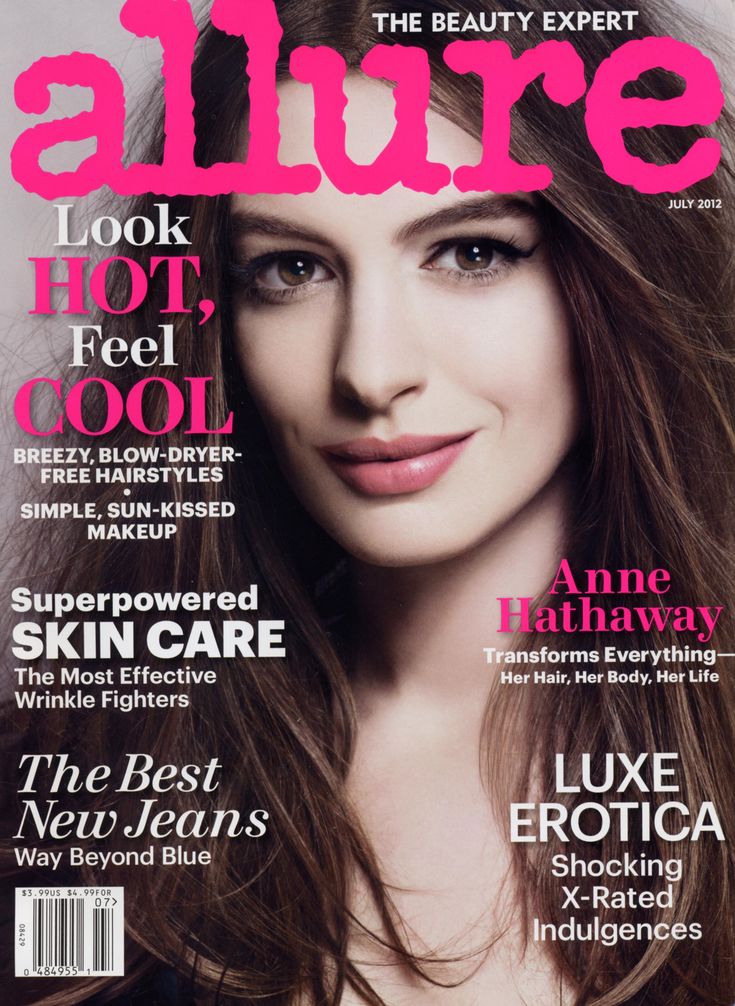 THE BEAUTY EXPERT
allure
JULY 2012
Look
HOT,
Feel
COOL
BREEZY, BLOW-DRYER-
FREE HAIRSTYLES
•
SIMPLE, SUN-KISSED
MAKEUP
Superpowered
SKIN CARE
The Most Effective
Wrinkle Fighters
The Best
New Jeans
Way Beyond Blue
Anne
Hathaway
Transforms Everything—
Her Hair, Her Body, Her Life
LUXE
EROTICA
Shocking
X-Rated
Indulgences
$3.99US $4.99FOR
07>
08429
0 484955 1